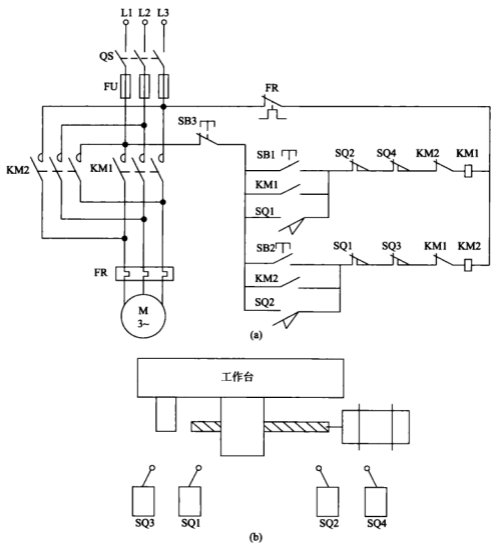 L1 L2 L3
QS
FU
FR
SB3
KM2
KM1
SB1
SQ2
SQ4
KM2
KM1
KM1
SQ1
SB2
SQ1
SQ3
KM1
KM2
KM2
SQ2
FR
M
3~
(a)
工作台
SQ3
SQ1
SQ2
SQ4
(b)